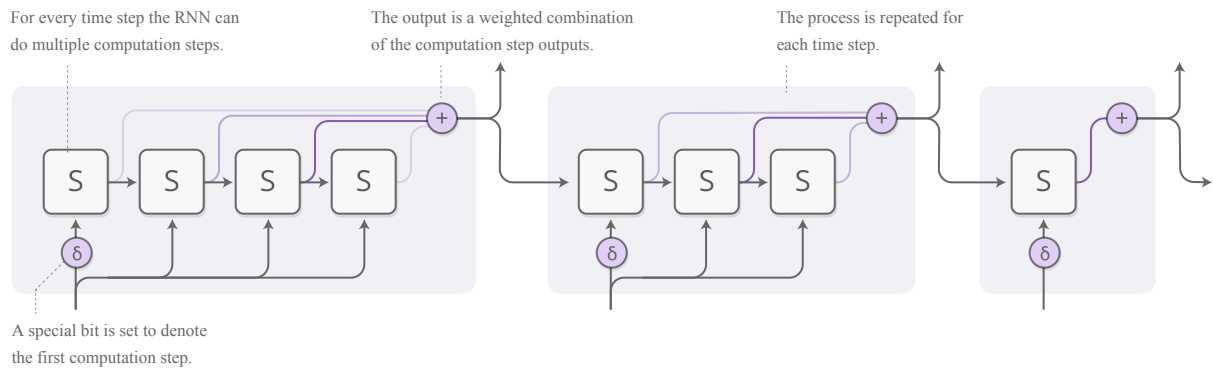 For every time step the RNN can
do multiple computation steps.
The output is a weighted combination
of the computation step outputs.
The process is repeated for
each time step.
+
+
+
S
S
S
S
S
S
S
S
δ
δ
δ
A special bit is set to denote
the first computation step.